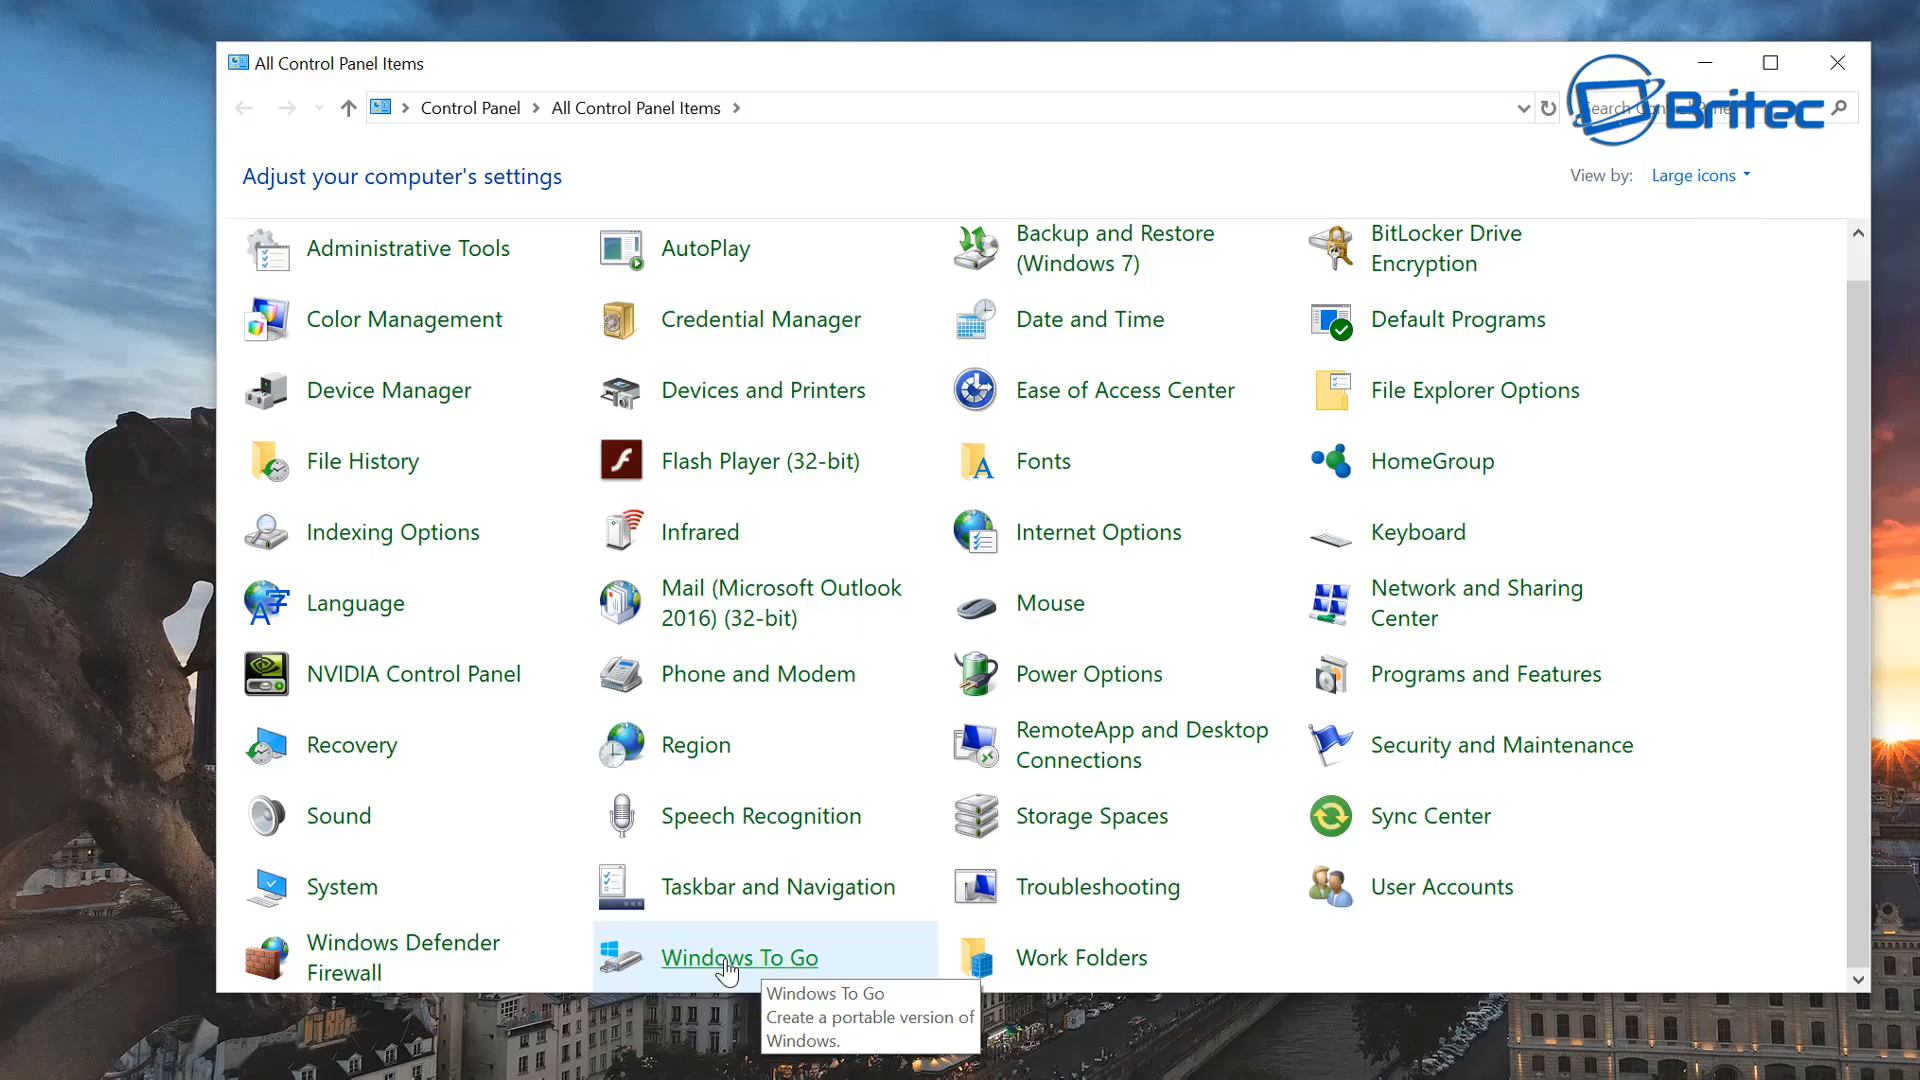 All Control Panel Items
Control Panel
All Control Panel Items
Britec
Adjust your computer's settings
View by: Large icons
Administrative Tools
AutoPlay
Backup and Restore
(Windows 7)
BitLocker Drive
Encryption
Color Management
Credential Manager
Date and Time
Default Programs
Device Manager
Devices and Printers
Ease of Access Center
File Explorer Options
File History
Flash Player (32-bit)
Fonts
HomeGroup
Indexing Options
Infrared
Internet Options
Keyboard
Language
Mail (Microsoft Outlook
2016) (32-bit)
Mouse
Network and Sharing
Center
NVIDIA Control Panel
Phone and Modem
Power Options
Programs and Features
Recovery
Region
RemoteApp and Desktop
Connections
Security and Maintenance
Sound
Speech Recognition
Storage Spaces
Sync Center
System
Taskbar and Navigation
Troubleshooting
User Accounts
Windows Defender
Firewall
Windows To Go
Work Folders
Windows To Go
Create a portable version of
Windows.